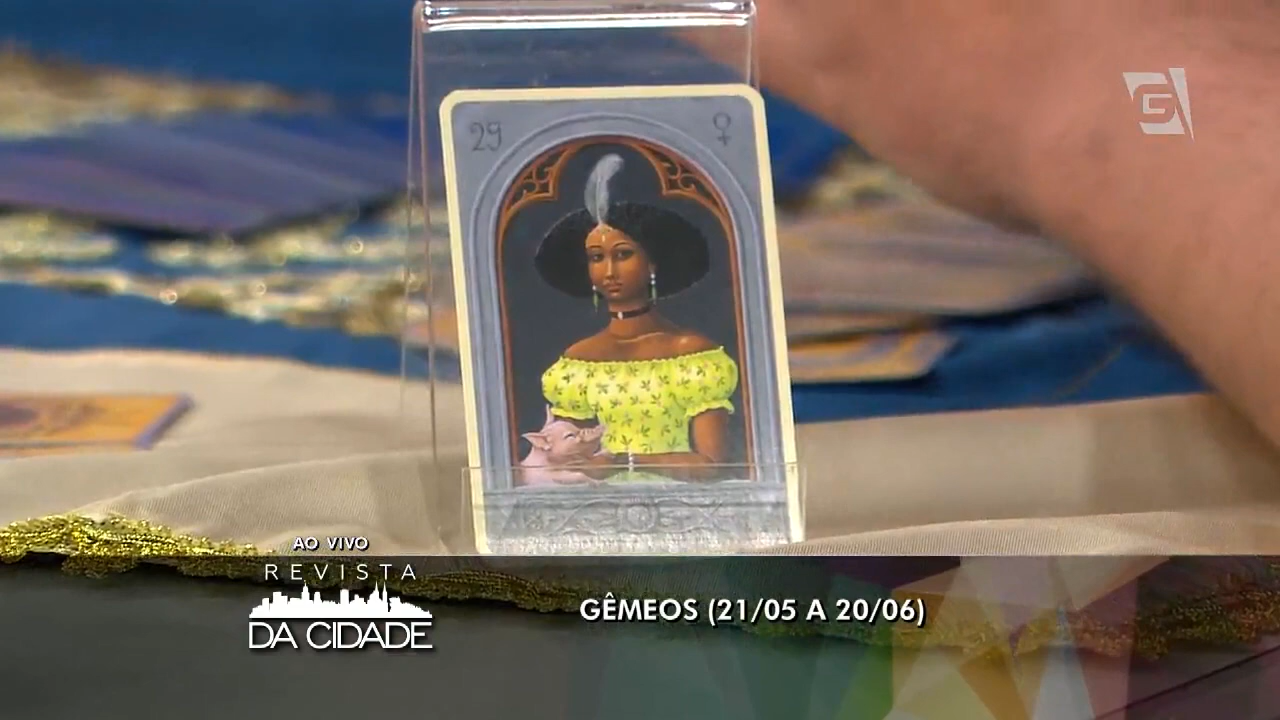 29
G
AO VIVO
REVISTA
DA CIDADE
GÊMEOS (21/05 A 20/06)